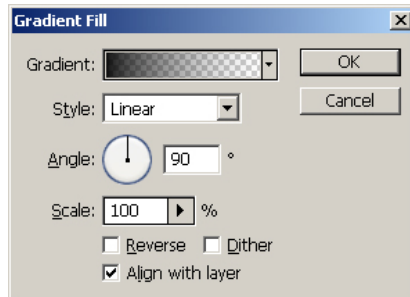 Gradient Fill
Gradient:
OK
Style: Linear
Cancel
Angle: 90 °
Scale: 100 %
Reverse Dither
Align with layer